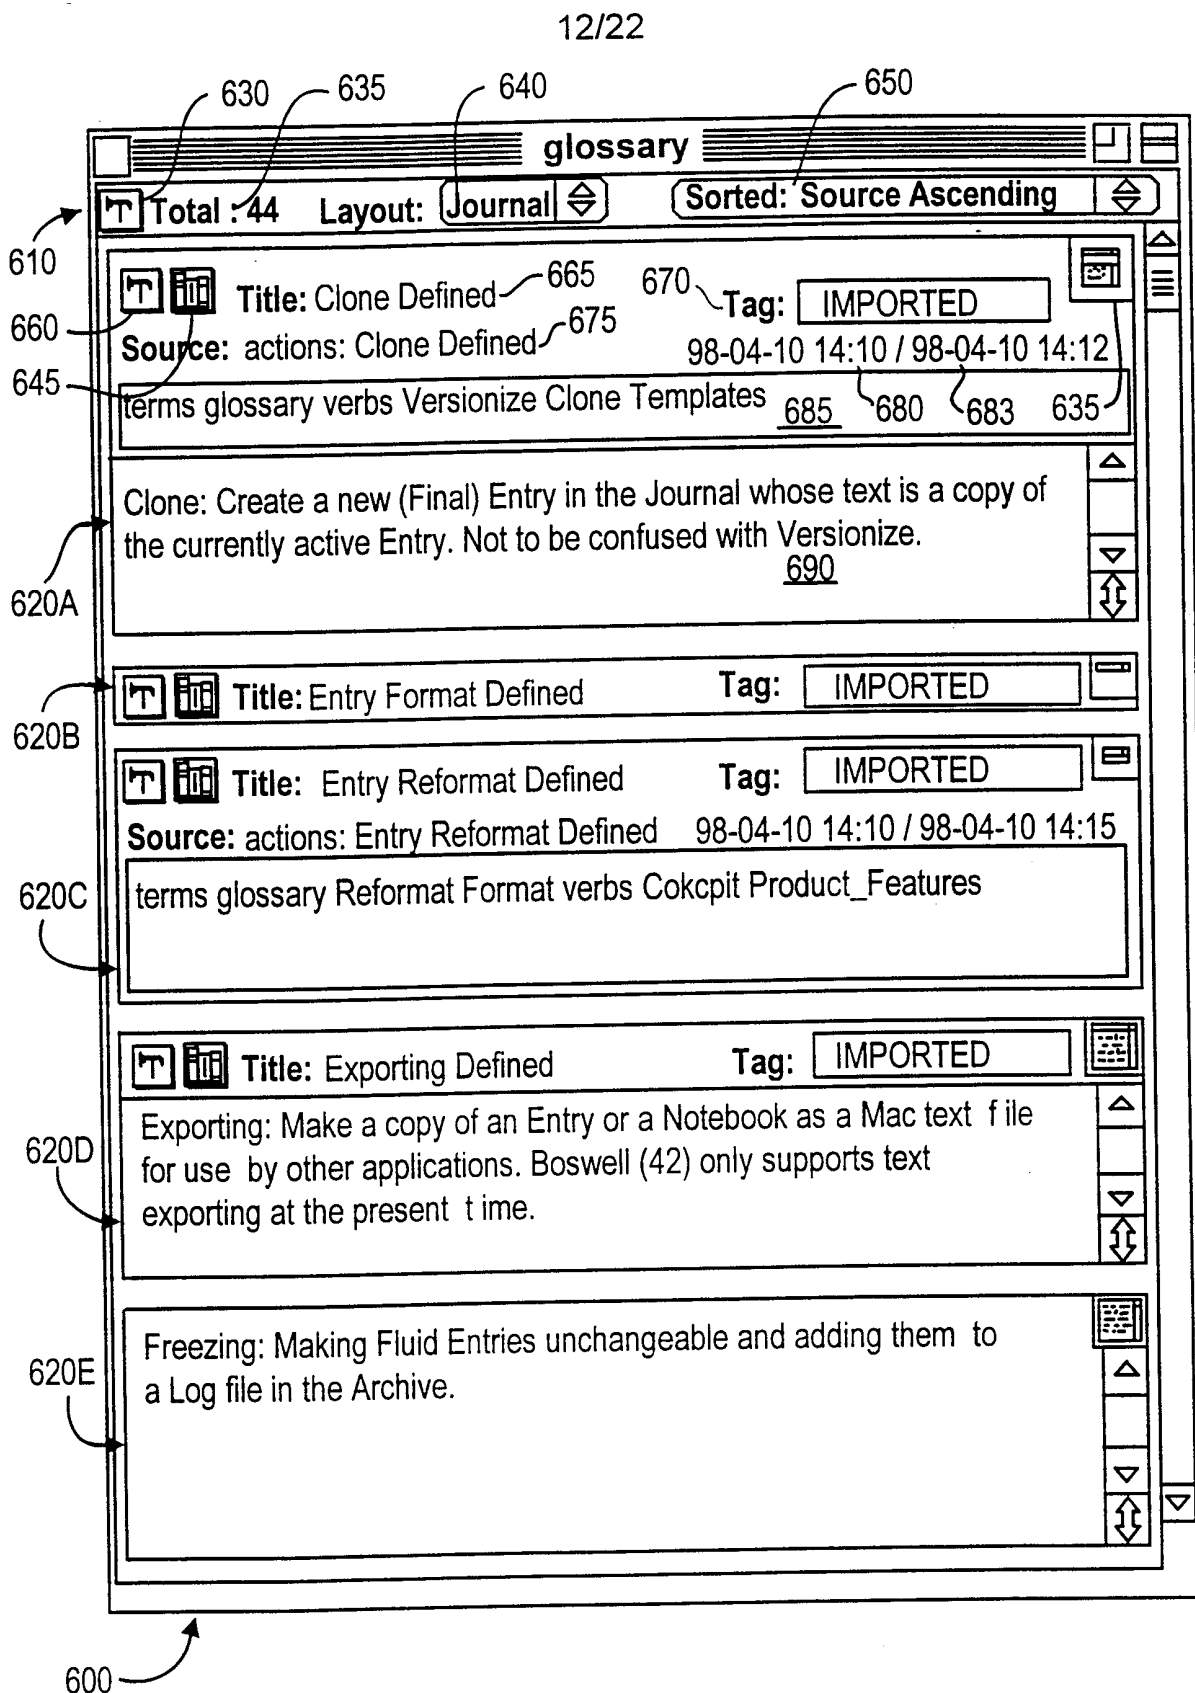 12/22
630 635 640 650
glossary
Total : 44 Layout: Journal Sorted: Source Ascending
610
Title: Clone Defined 665 670 Tag: IMPORTED
660
Source: actions: Clone Defined 675 98-04-10 14:10 / 98-04-10 14:12
645
terms glossary verbs Versionize Clone Templates 685 680 683 635
Clone: Create a new (Final) Entry in the Journal whose text is a copy of
the currently active Entry. Not to be confused with Versionize.
690
620A
Title: Entry Format Defined Tag: IMPORTED
620B
Title: Entry Reformat Defined Tag: IMPORTED
Source: actions: Entry Reformat Defined 98-04-10 14:10 / 98-04-10 14:15
620C
terms glossary Reformat Format verbs Cokcpit Product_Features
Title: Exporting Defined Tag: IMPORTED
Exporting: Make a copy of an Entry or a Notebook as a Mac text f ile
620D
for use by other applications. Boswell (42) only supports text
exporting at the present t ime.
Freezing: Making Fluid Entries unchangeable and adding them to
620E
a Log file in the Archive.
600